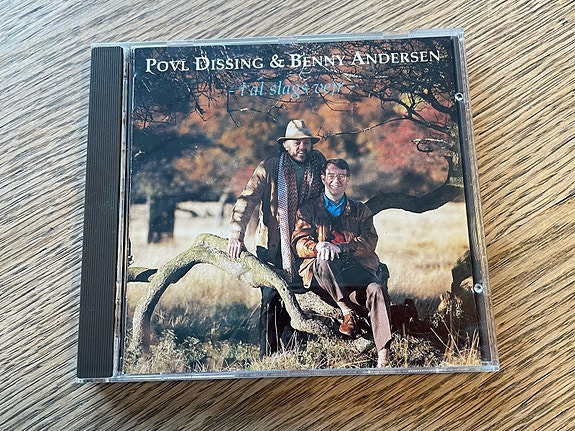 POVL DISSING & BENNY ANDERSEN
- i al slags vejr -